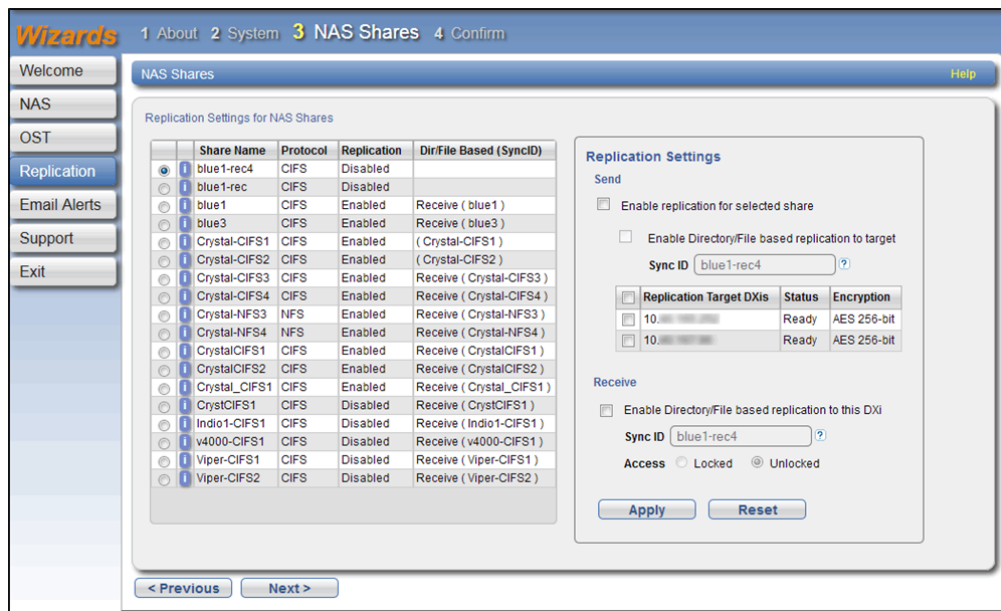 Wizards
1 About 2 System 3 NAS Shares 4 Confirm
Welcome
NAS
OST
Replication
Email Alerts
Support
Exit
NAS Shares Help
Replication Settings for NAS Shares
Share Name Protocol Replication Dir/File Based (SyncID)
i blue1-rec4 CIFS Disabled
i blue1-rec CIFS Disabled
i blue1 CIFS Enabled Receive ( blue1 )
i blue3 CIFS Enabled Receive ( blue3 )
i Crystal-CIFS1 CIFS Enabled ( Crystal-CIFS1 )
i Crystal-CIFS2 CIFS Enabled ( Crystal-CIFS2 )
i Crystal-CIFS3 CIFS Enabled Receive ( Crystal-CIFS3 )
i Crystal-CIFS4 CIFS Enabled Receive ( Crystal-CIFS4 )
i Crystal-NFS3 NFS Enabled Receive ( Crystal-NFS3 )
i Crystal-NFS4 NFS Enabled Receive ( Crystal-NFS4 )
i CrystalCIFS1 CIFS Enabled Receive ( CrystalCIFS1 )
i CrystalCIFS2 CIFS Enabled Receive ( CrystalCIFS2 )
i Crystal_CIFS1 CIFS Enabled Receive ( Crystal_CIFS1 )
i CrystCIFS1 CIFS Disabled Receive ( CrystCIFS1 )
i Indio1-CIFS1 CIFS Disabled Receive ( Indio1-CIFS1 )
i v4000-CIFS1 CIFS Disabled Receive ( v4000-CIFS1 )
i Viper-CIFS1 CIFS Disabled Receive ( Viper-CIFS1 )
i Viper-CIFS2 CIFS Disabled Receive ( Viper-CIFS2 )
Replication Settings
Send
Enable replication for selected share
Enable Directory/File based replication to target
Sync ID blue1-rec4 ?
Replication Target DXis Status Encryption
10. Ready AES 256-bit
10. Ready AES 256-bit
Receive
Enable Directory/File based replication to this DXi
Sync ID blue1-rec4 ?
Access Locked Unlocked
Apply Reset
< Previous Next >